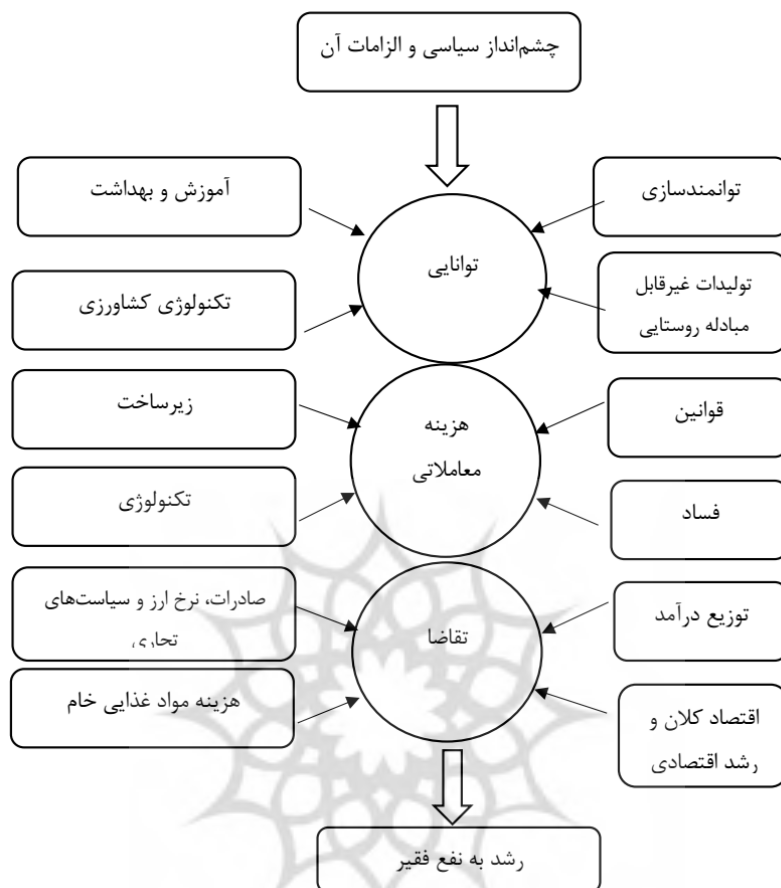 چشم‌انداز سیاسی و الزامات آن
توانمندسازی
آموزش و بهداشت
توانایی
تولیدات غیرقابل
مبادله روستایی
تکنولوژی کشاورزی
قوانین
زیرساخت
هزینه
معاملاتی
فساد
تکنولوژی
توزیع درآمد
صادرات، نرخ ارز و سیاست‌های
تجاری
تقاضا
اقتصاد کلان و
رشد اقتصادی
هزینه مواد غذایی خام
رشد به نفع فقیر